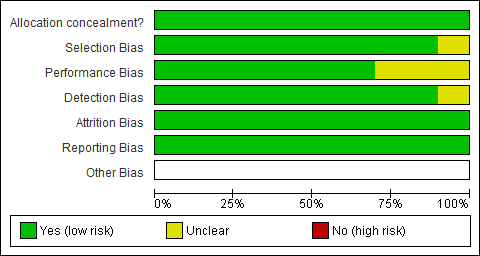 Allocation concealment?
Selection Bias
Performance Bias
Detection Bias
Attrition Bias
Reporting Bias
Other Bias
0% 25% 50% 75% 100%
Yes (low risk) Unclear No (high risk)